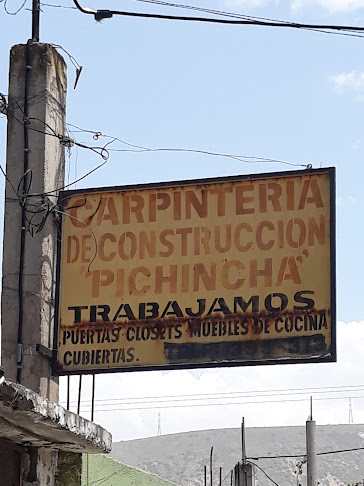 CARPINTERIA
DE CONSTRUCCION
"PICHINCHA"
TRABAJAMOS
PUERTAS CLOSETS MUEBLES DE COCINA
CUBIERTAS.